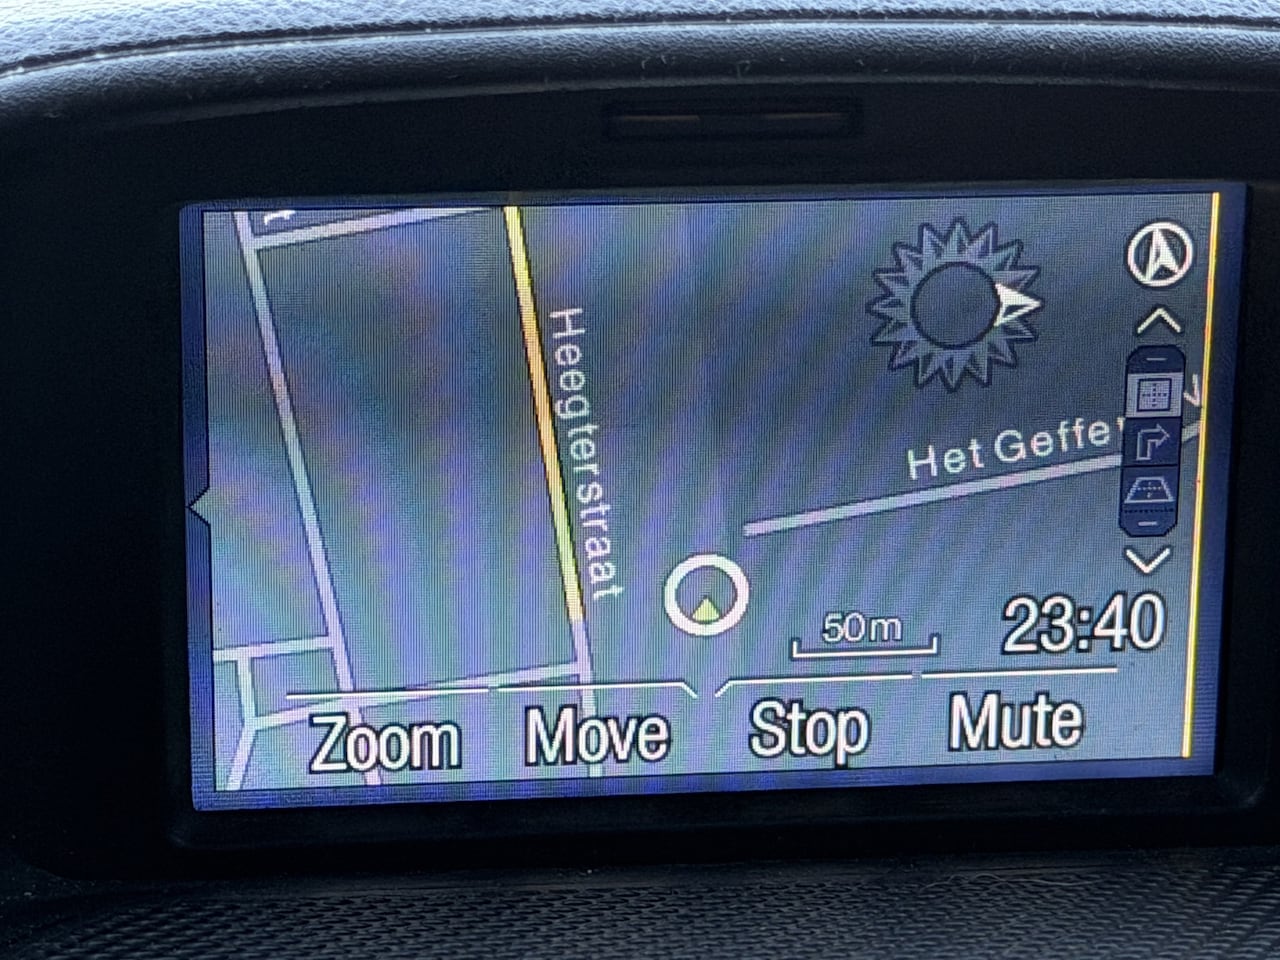 t
Heegterstraat
Het Geffe
50m
23:40
Zoom Move Stop Mute